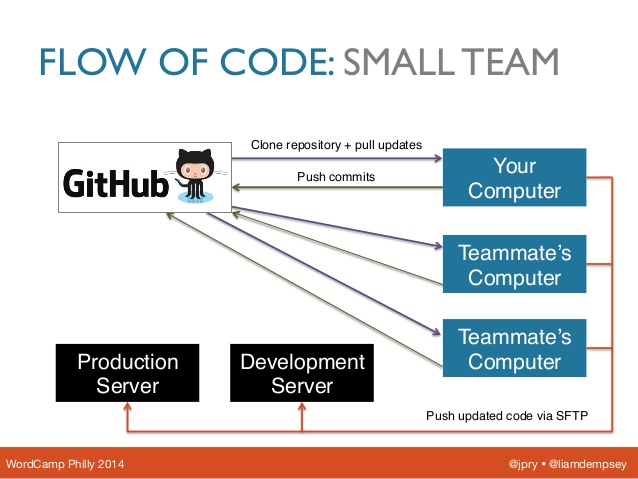 FLOW OF CODE: SMALL TEAM
Clone repository + pull updates
GitHub
Push commits
Your
Computer
Teammate’s
Computer
Teammate’s
Computer
Production
Server
Development
Server
Push updated code via SFTP
WordCamp Philly 2014
@jpry • @liamdempsey